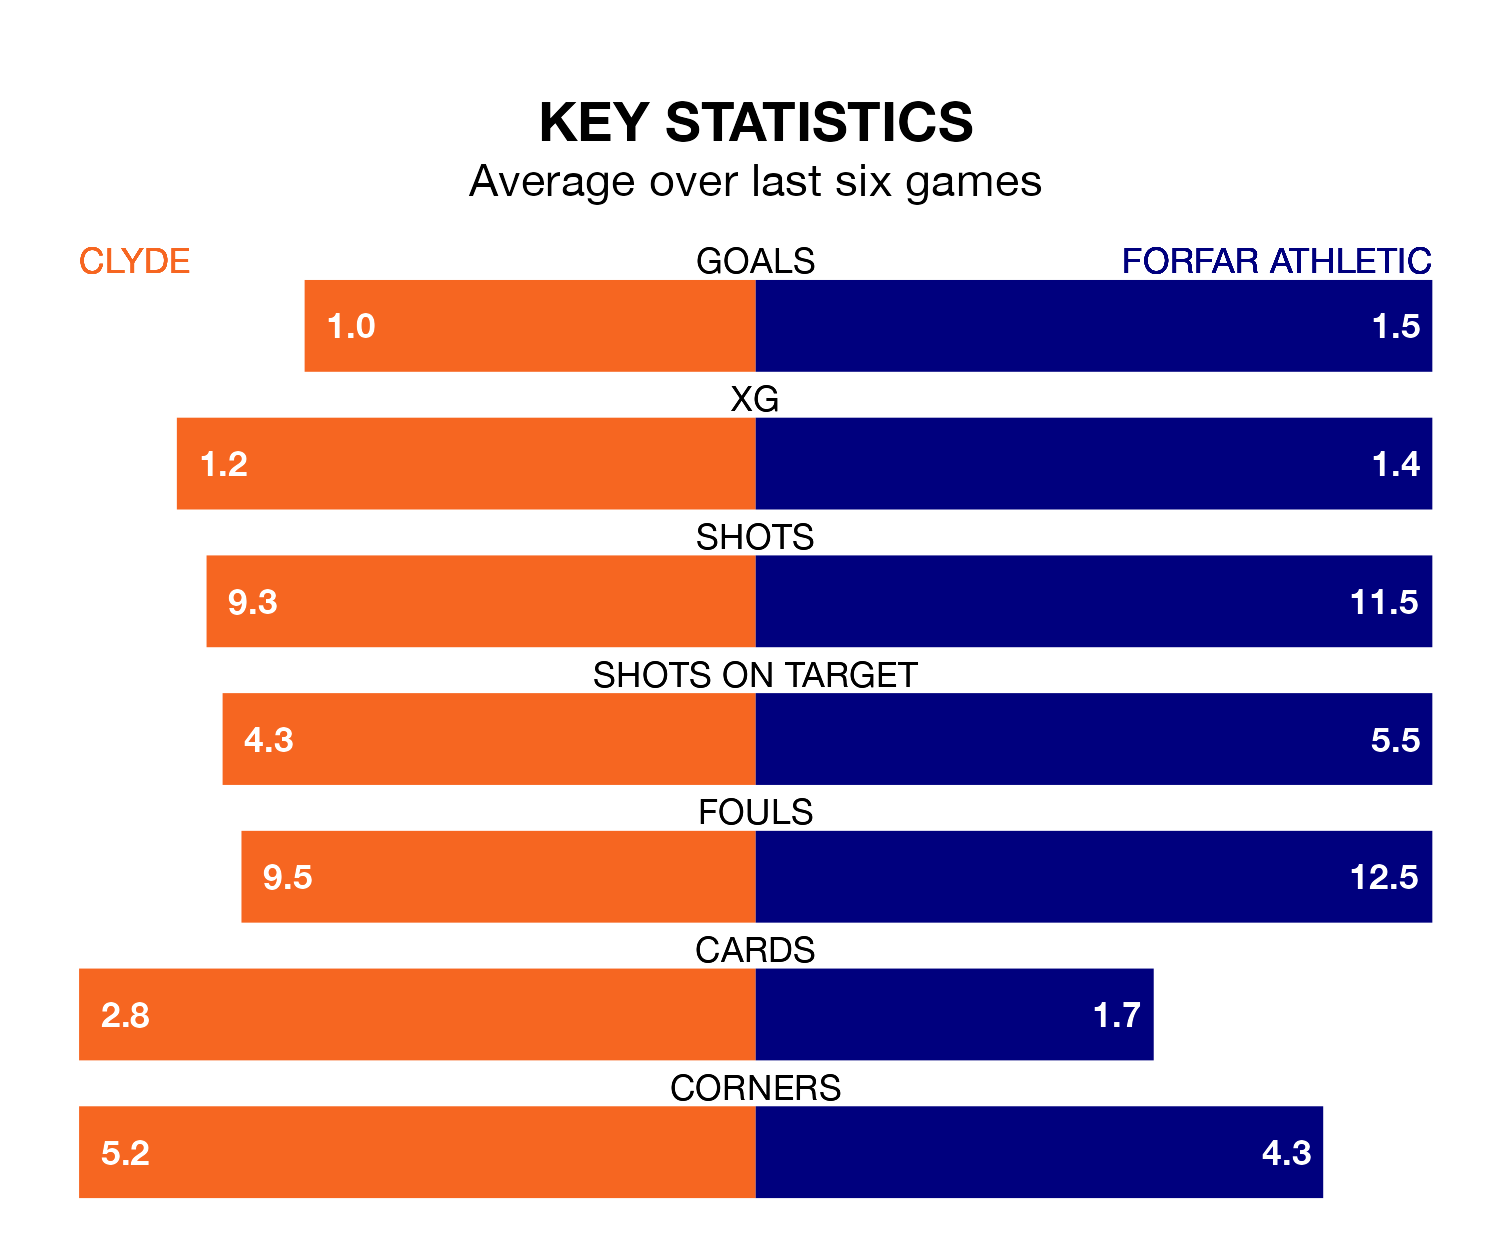 KEY STATISTICS
Average over last six games
CLYDE GOALS FORFAR ATHLETIC
1.0 1.5
XG
1.2 1.4
SHOTS
9.3 11.5
SHOTS ON TARGET
4.3 5.5
FOULS
9.5 12.5
CARDS
2.8 1.7
CORNERS
5.2 4.3